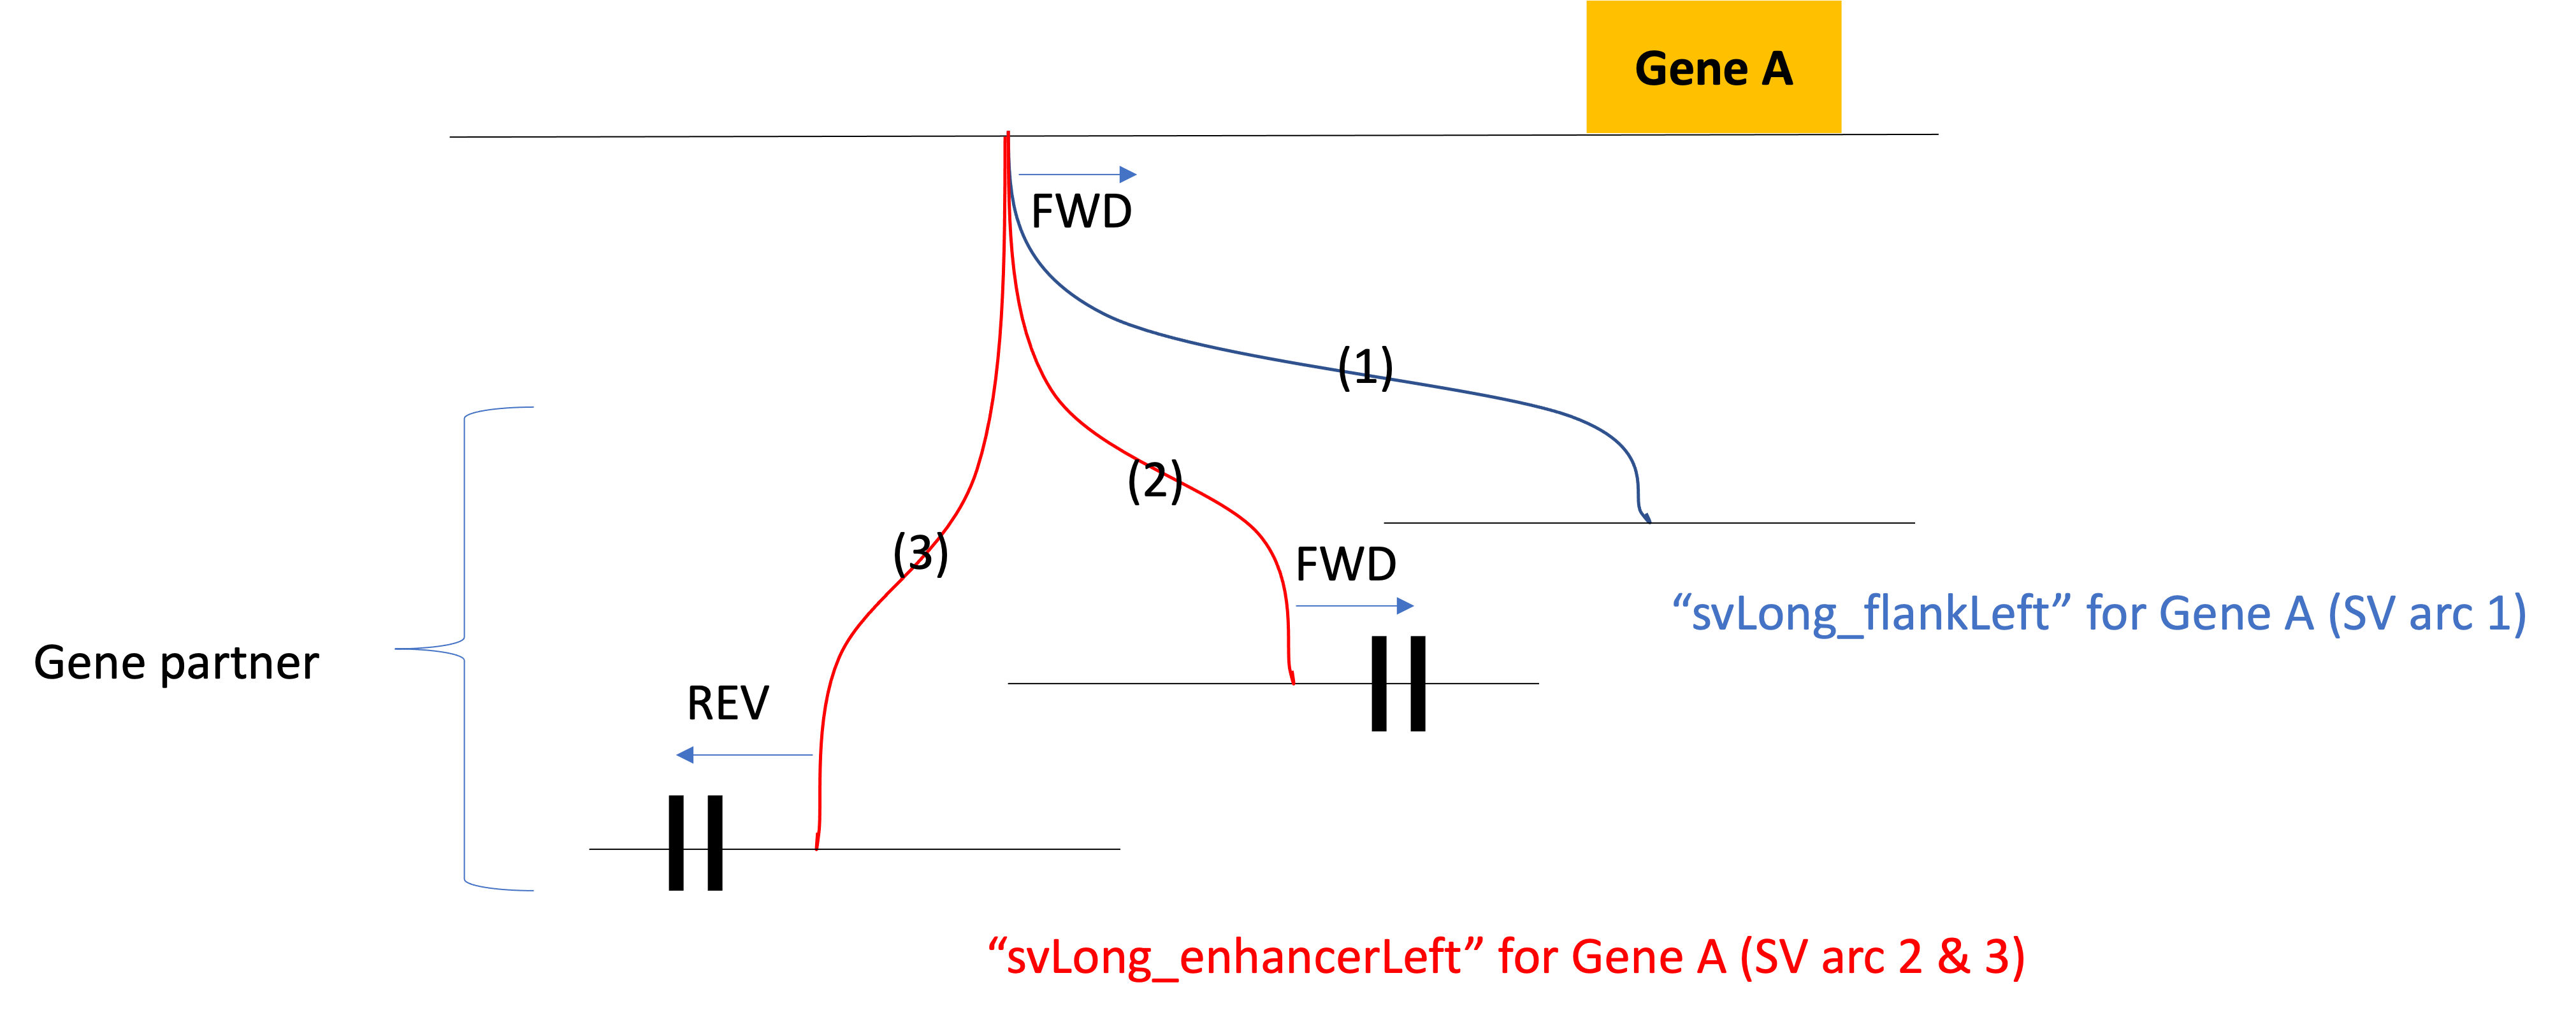 Gene A
FWD
(1)
(2)
(3)
FWD
“svLong_flankLeft” for Gene A (SV arc 1)
Gene partner
REV
“svLong_enhancerLeft” for Gene A (SV arc 2 & 3)